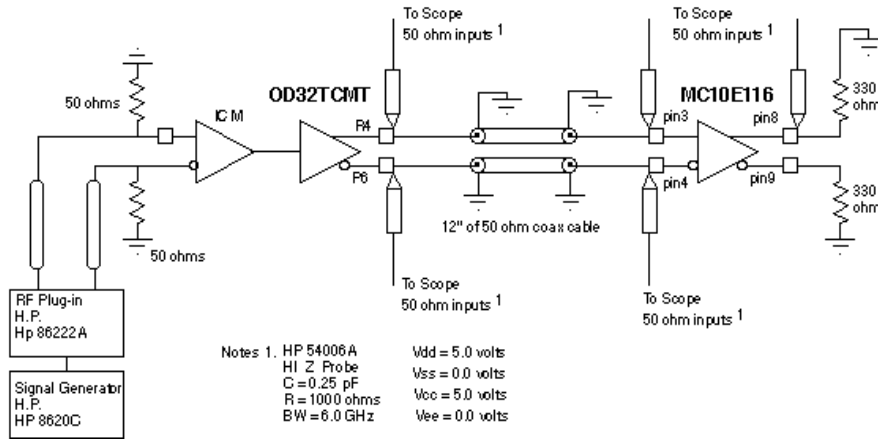 To Scope
50 ohm inputs 1
To Scope
50 ohm inputs 1
50 ohms
ICM
OD32TCMT
MC10E116
330
ohm
R4
P6
pin3
pin4
pin8
pin9
330
ohm
50 ohms
12" of 50 ohm coax cable
To Scope
50 ohm inputs 1
To Scope
50 ohm inputs 1
RF Plug-in
H.P.
Hp 86222A
Signal Generator
H.P.
HP 8620C
Notes 1. HP 54006A
HI Z Probe
C = 0.25 pF
R = 1000 ohms
BW = 6.0 GHz
Vdd = 5.0 volts
Vss = 0.0 volts
Vcc = 5.0 volts
Vee = 0.0 volts